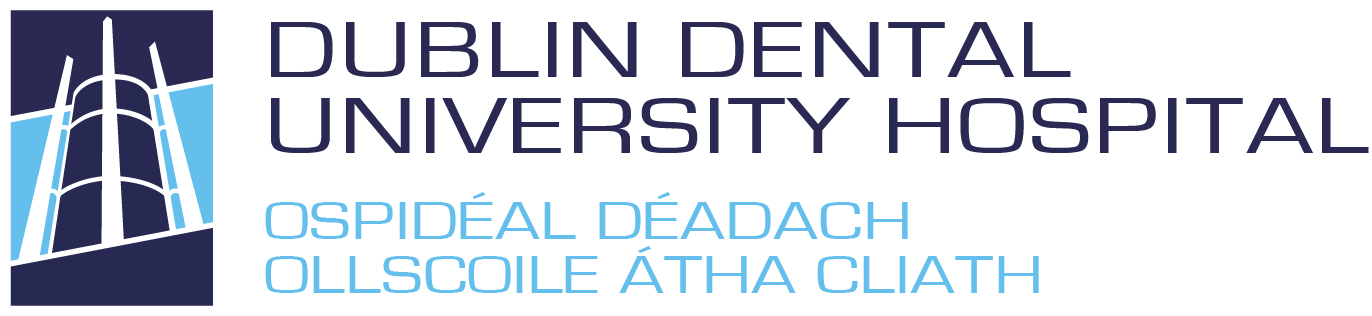 DUBLIN DENTAL
UNIVERSITY HOSPITAL
OSPIDÉAL DÉADACH
OLLSCOILE ÁTHA CLIATH